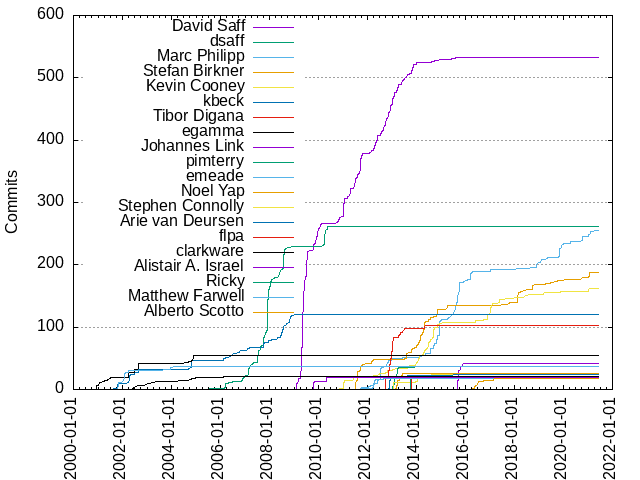 600
500
400
300
200
100
0
Commits
David Saff
dsaff
Marc Philipp
Stefan Birkner
Kevin Cooney
kbeck
Tibor Digana
egamma
Johannes Link
pimterry
emeade
Noel Yap
Stephen Connolly
Arie van Deursen
flpa
clarkware
Alistair A. Israel
Ricky
Matthew Farwell
Alberto Scotto
2000-01-01
2002-01-01
2004-01-01
2006-01-01
2008-01-01
2010-01-01
2012-01-01
2014-01-01
2016-01-01
2018-01-01
2020-01-01
2022-01-01